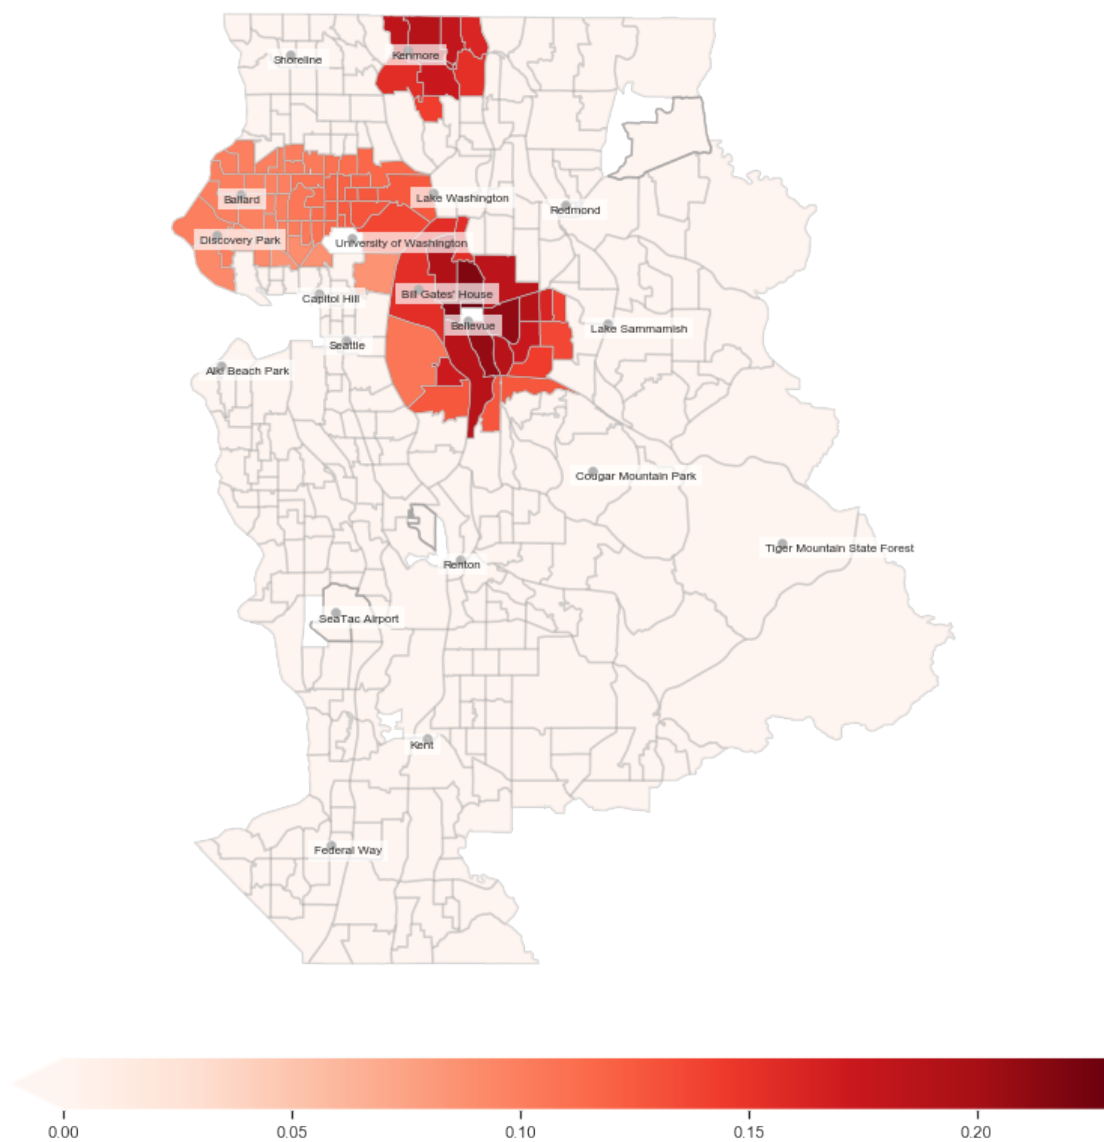 Shoreline
Kenmore
Ballard
Lake Washington
Redmond
Discovery Park
University of Washington
Capitol Hill
Bill Gates' House
Bellevue
Lake Sammamish
Seattle
Alki Beach Park
Cougar Mountain Park
Tiger Mountain State Forest
Renton
SeaTac Airport
Kent
Federal Way
0.00 0.05 0.10 0.15 0.20